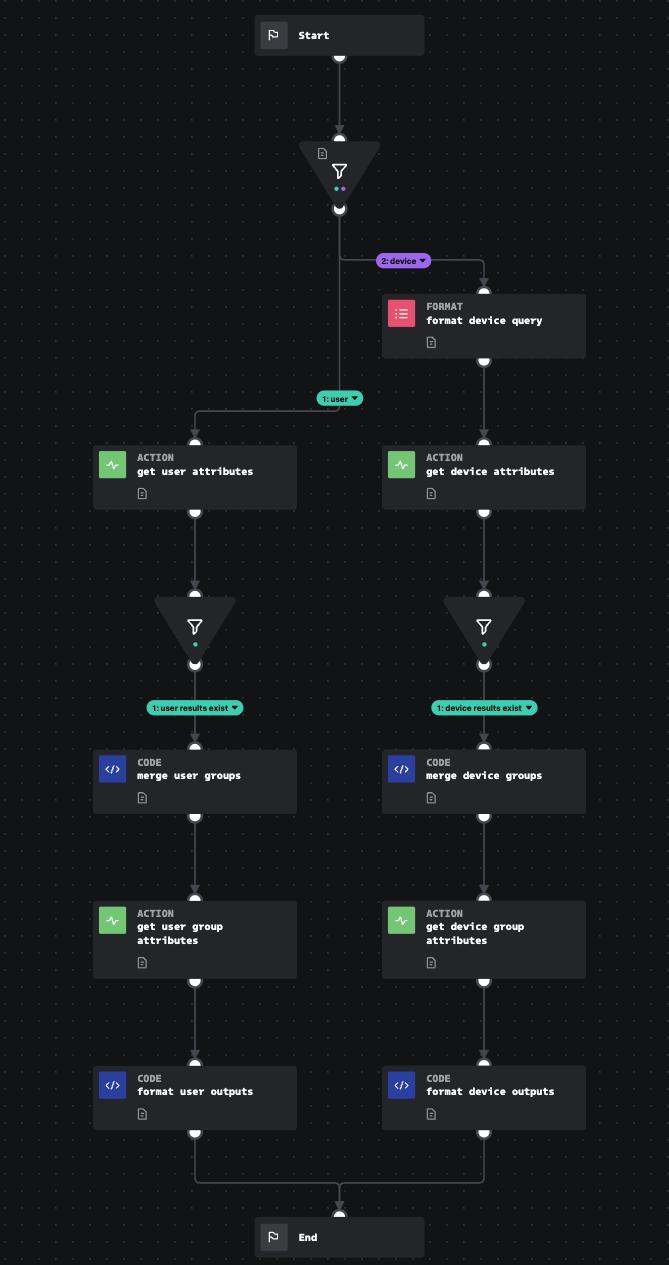 Start
2: device
FORMAT
format device query
1: user
ACTION
get user attributes
ACTION
get device attributes
1: user results exist
1: device results exist
CODE
merge user groups
CODE
merge device groups
ACTION
get user group
attributes
ACTION
get device group
attributes
CODE
format user outputs
CODE
format device outputs
End